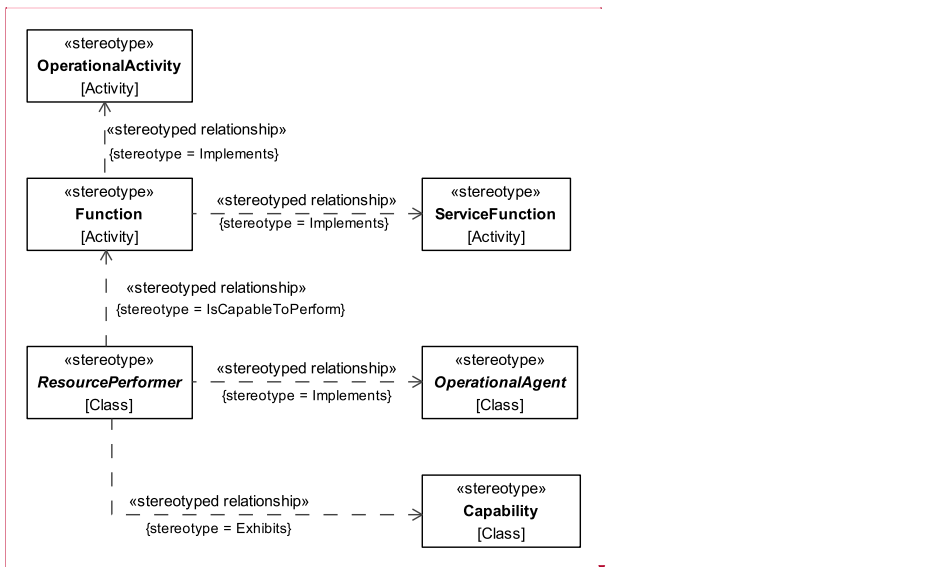 «stereotype»
OperationalActivity
[Activity]
«stereotyped relationship»
{stereotype = Implements}
«stereotype»
Function
[Activity]
«stereotyped relationship»
{stereotype = Implements}
«stereotype»
ServiceFunction
[Activity]
«stereotyped relationship»
{stereotype = IsCapableToPerform}
«stereotype»
ResourcePerformer
[Class]
«stereotyped relationship»
{stereotype = Implements}
«stereotype»
OperationalAgent
[Class]
«stereotyped relationship»
{stereotype = Exhibits}
«stereotype»
Capability
[Class]